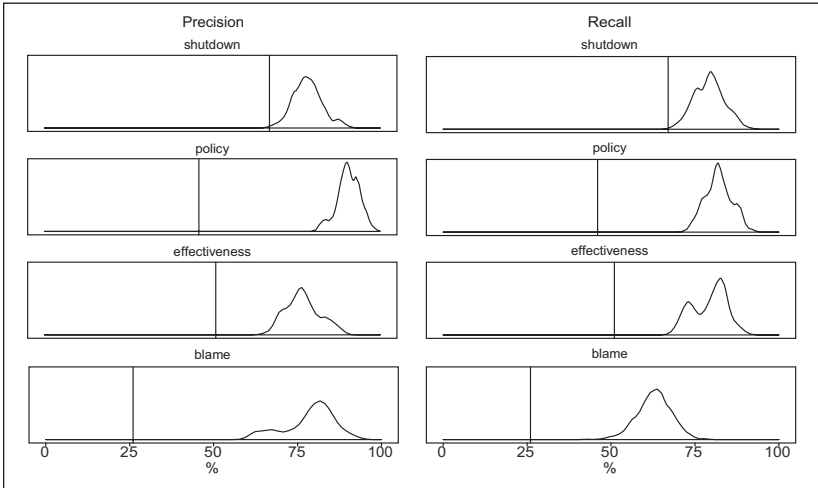 Precision
shutdown
policy
effectiveness
blame
0 25 50 75 100
%
Recall
shutdown
policy
effectiveness
blame
0 25 50 75 100
%